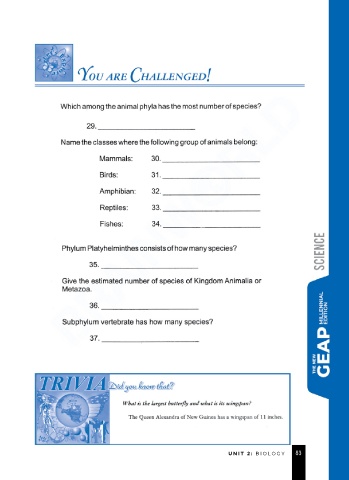 YOU ARE CHALLENGED!
Which among the animal phyla has the most number of species?
29. ____________________
Name the classes where the following group of animals belong:
Mammals: 30. ____________________
Birds: 31. ____________________
Amphibian: 32. ____________________
Reptiles: 33. ____________________
Fishes: 34. ____________________
Phylum Platyheiminthes consists of how many species?
35. ____________________
Give the estimated number of species of Kingdom Animalia or
Metazoa.
36. ____________________
Subphylum vertebrate has how many species?
37. ____________________
SCIENCE
THE NEW GEAP MILLENNIAL EDITION
TRIVIA Did you know that?
What is the largest butterfly and what is its wingspan?
The Queen Alexandra of New Guinea has a wingspan of 11 inches.
UNIT 2: BIOLOGY 83